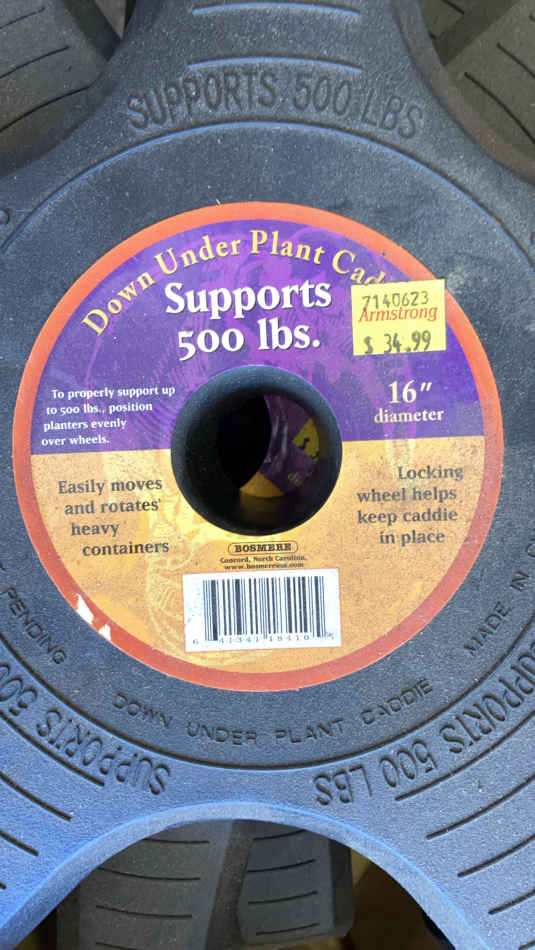 SUPPORTS 500 LBS
Down Under Plant
Supports
500 lbs.
7140623
Armstrong
$ 34.99
To properly support up
to 500 lbs., position
planters evenly
over wheels.
16"
diameter
Easily moves
and rotates
heavy
containers
Locking
wheel helps
keep caddie
in place
BOSMERE
Concord, North Carolina,
www.bosmereusa.com
6 41341 18410
PENDING
DOWN UNDER PLANT CADDIE
MADE IN
SUPPORTS 500
SUPPORTS 500 LBS